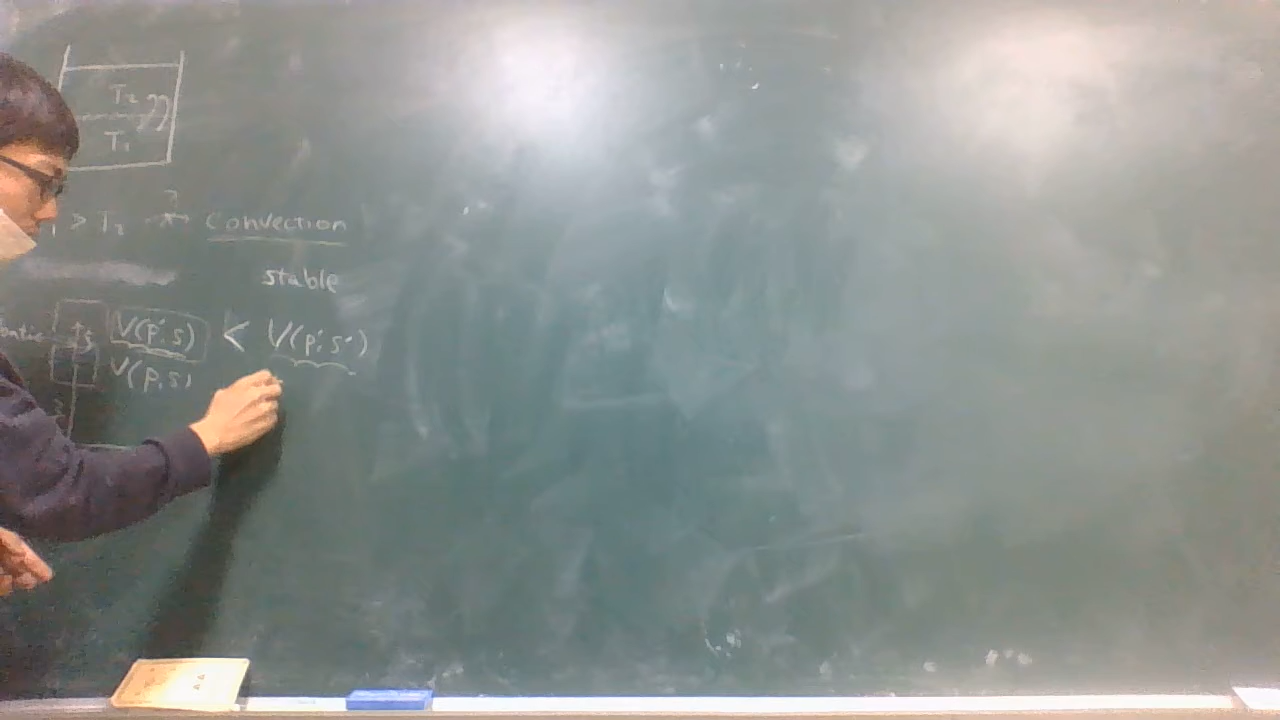 T₂
T₁
> T₂ Convection
stable
V(p', s) < V(p', s')
V(p, s)